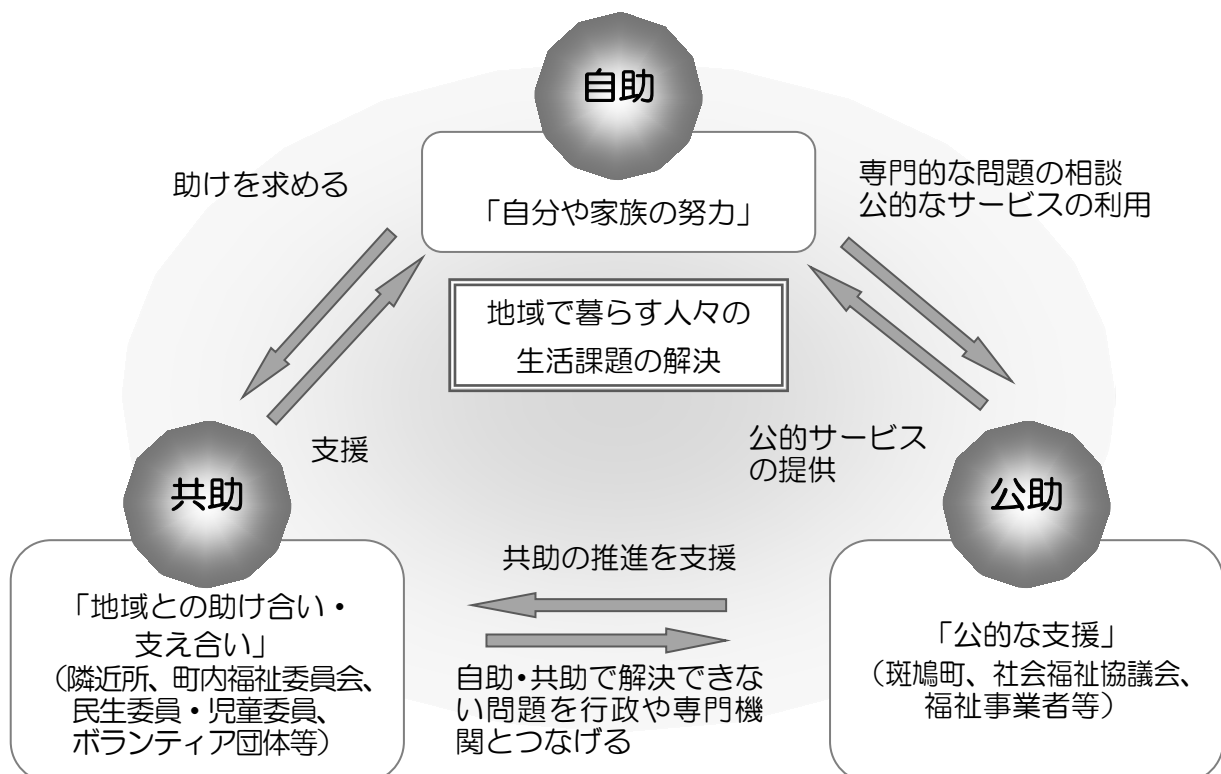 自助
「自分や家族の努力」
助けを求める
専門的な問題の相談
公的なサービスの利用
地域で暮らす人々の
生活課題の解決
支援
公的サービス
の提供
共助
「地域との助け合い・
支え合い」
（隣近所、町内福祉委員会、
民生委員・児童委員、
ボランティア団体等）
共助の推進を支援
自助・共助で解決できな
い問題を行政や専門機
関とつなげる
公助
「公的な支援」
（斑鳩町、社会福祉協議会、
福祉事業者等）